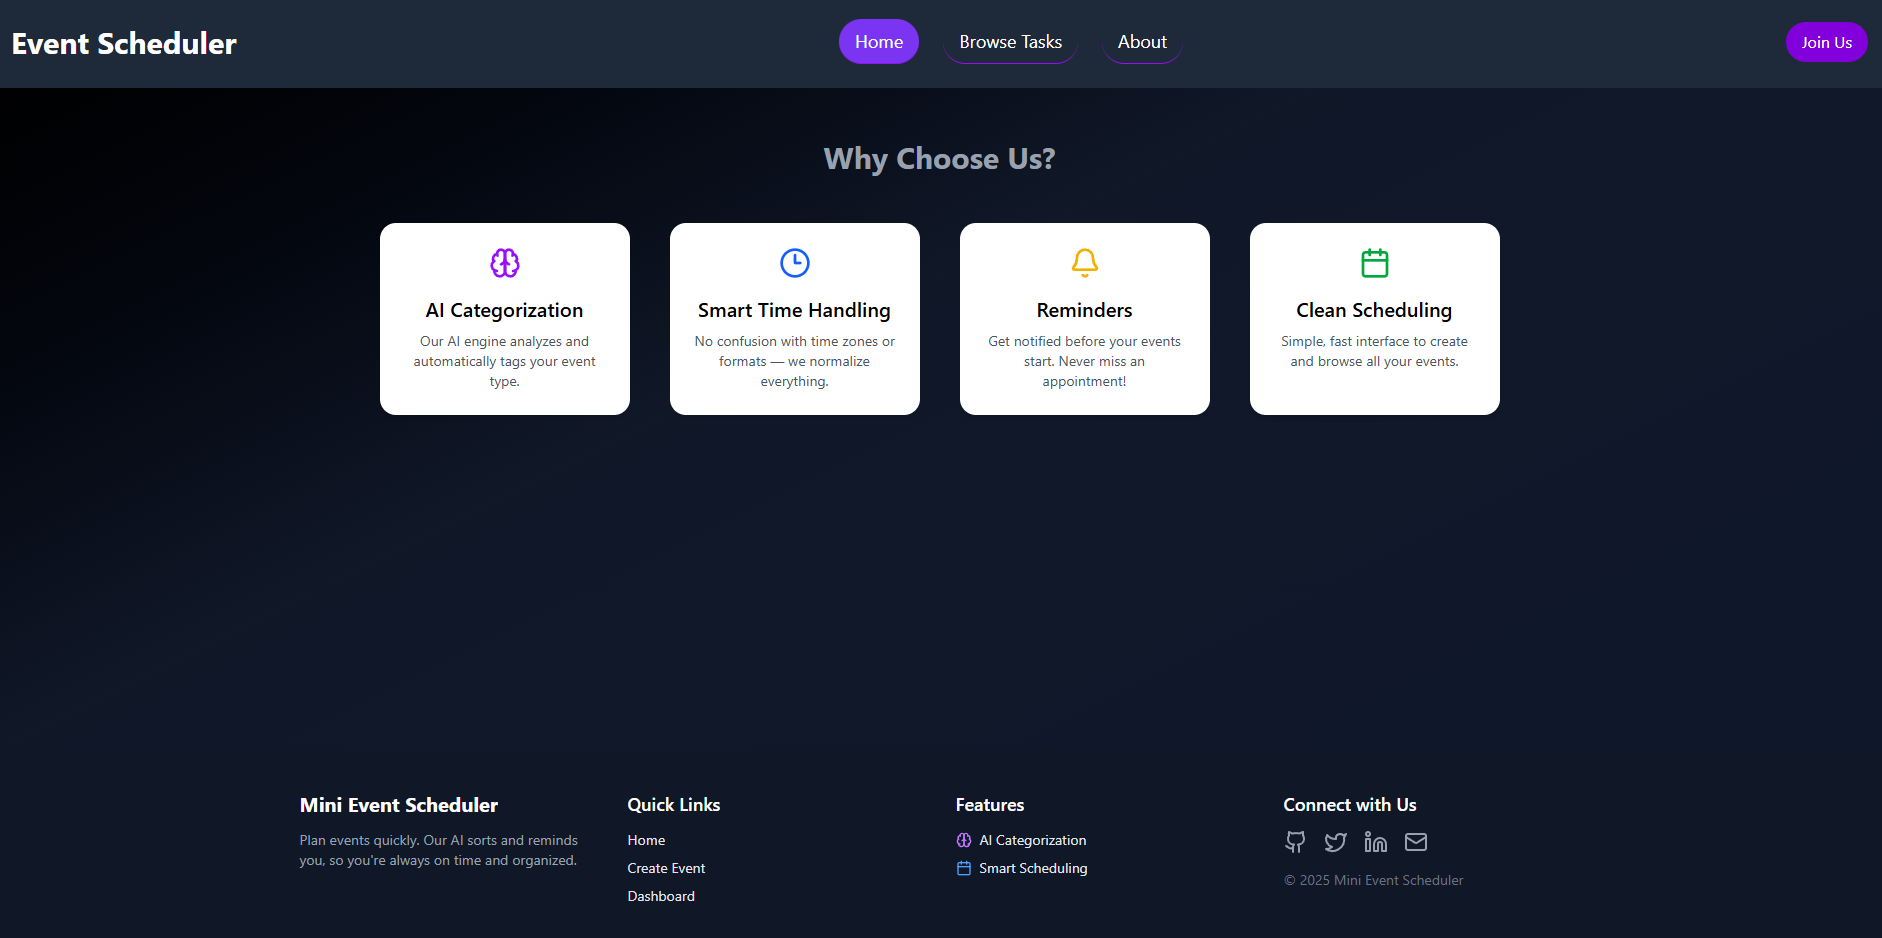 Event Scheduler
Home
Browse Tasks
About
Join Us
Why Choose Us?
AI Categorization
Our AI engine analyzes and
automatically tags your event
type.
Smart Time Handling
No confusion with time zones or
formats — we normalize
everything.
Reminders
Get notified before your events
start. Never miss an
appointment!
Clean Scheduling
Simple, fast interface to create
and browse all your events.
Mini Event Scheduler
Plan events quickly. Our AI sorts and reminds
you, so you're always on time and organized.
Quick Links
Home
Create Event
Dashboard
Features
AI Categorization
Smart Scheduling
Connect with Us
© 2025 Mini Event Scheduler